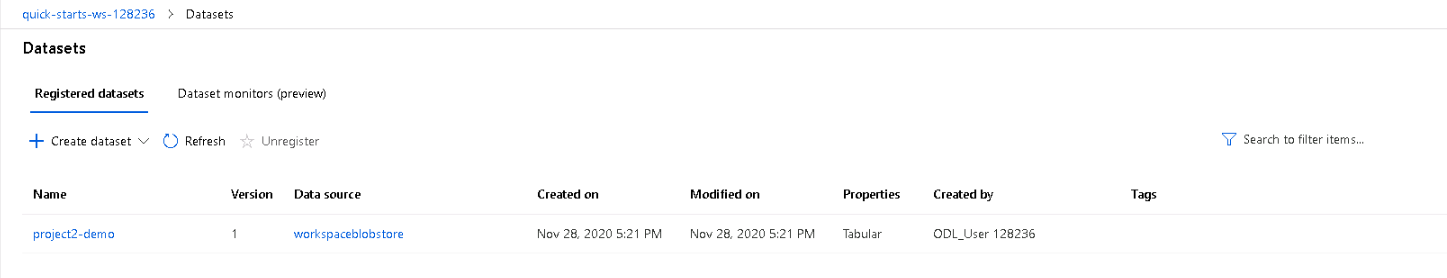 quick-starts-ws-128236 > Datasets
Datasets
Registered datasets Dataset monitors (preview)
Create dataset Refresh Unregister Search to filter items...
Name Version Data source Created on Modified on Properties Created by Tags
project2-demo 1 workspaceblobstore Nov 28, 2020 5:21 PM Nov 28, 2020 5:21 PM Tabular ODL_User 128236